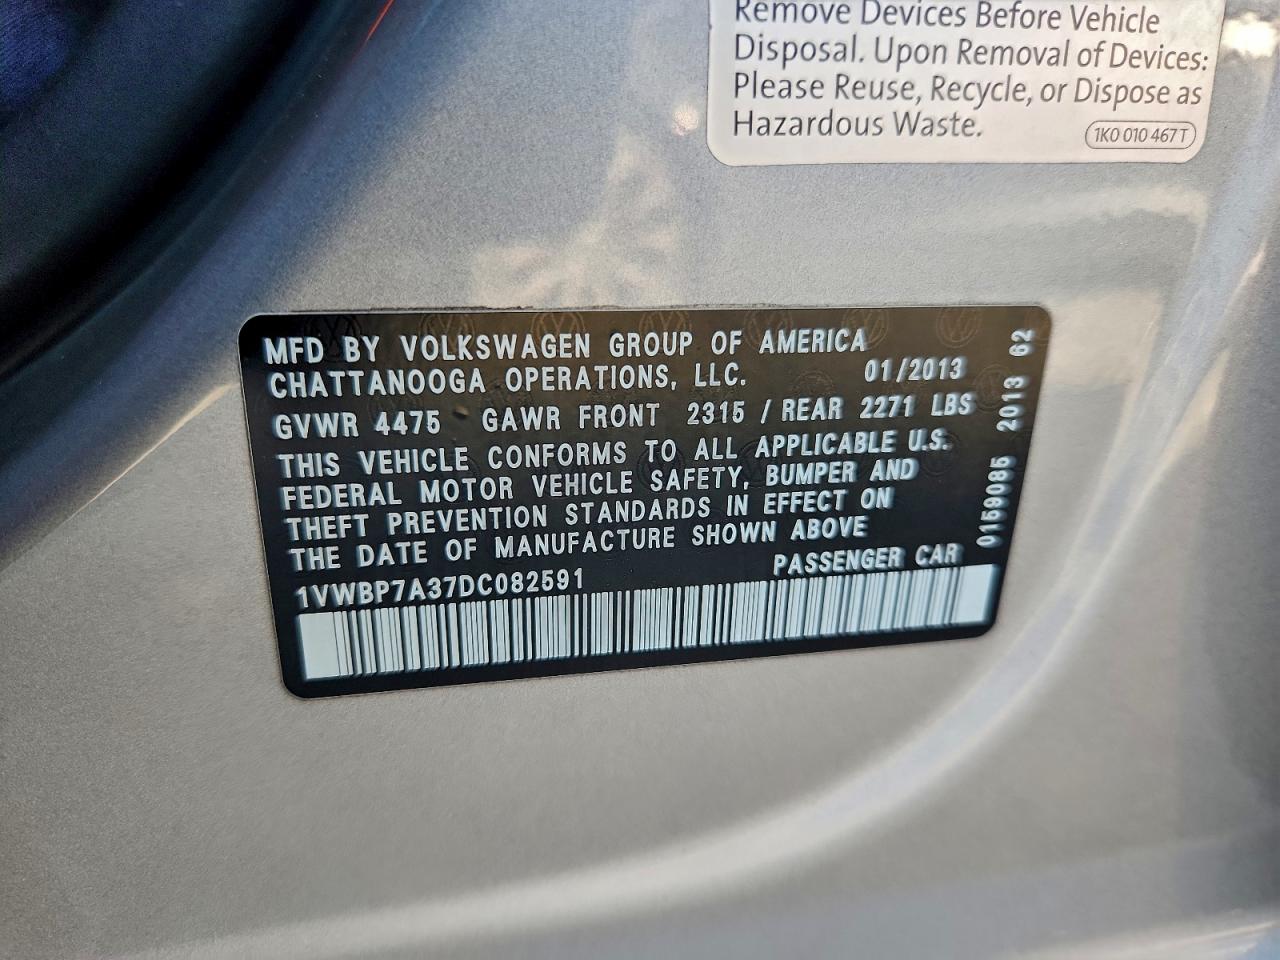 Remove Devices Before Vehicle
Disposal. Upon Removal of Devices:
Please Reuse, Recycle, or Dispose as
Hazardous Waste.
1K0 010 467 T
MFD BY VOLKSWAGEN GROUP OF AMERICA
CHATTANOOGA OPERATIONS, LLC. 01/2013
GVWR 4475 GAWR FRONT 2315 / REAR 2271 LBS
THIS VEHICLE CONFORMS TO ALL APPLICABLE U.S.
FEDERAL MOTOR VEHICLE SAFETY, BUMPER AND
THEFT PREVENTION STANDARDS IN EFFECT ON
THE DATE OF MANUFACTURE SHOWN ABOVE
1VWBP7A37DC082591 PASSENGER CAR
0159085 2013 62